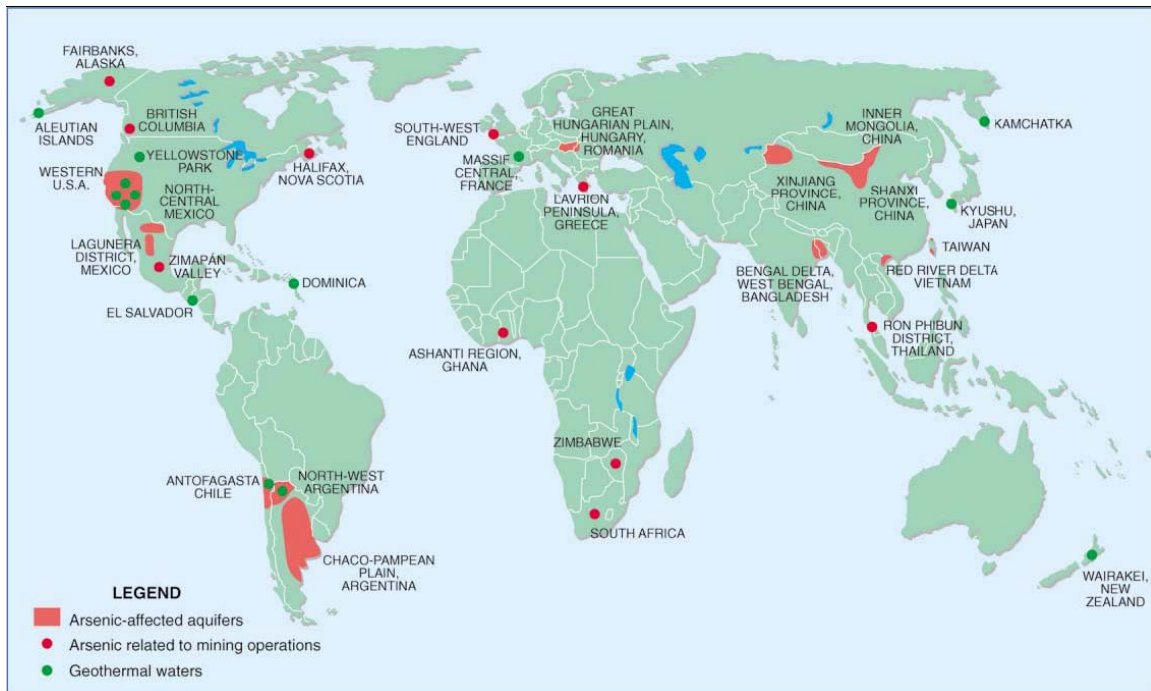 FAIRBANKS,
ALASKA
ALEUTIAN
ISLANDS
BRITISH
COLUMBIA
YELLOWSTONE
PARK
HALIFAX,
NOVA SCOTIA
WESTERN
U.S.A.
NORTH-
CENTRAL
MEXICO
LAGUNERA
DISTRICT,
MEXICO
ZIMAPÁN
VALLEY
DOMINICA
EL SALVADOR
ANTOFAGASTA
CHILE
NORTH-WEST
ARGENTINA
CHACO-PAMPEAN
PLAIN,
ARGENTINA
SOUTH-WEST
ENGLAND
GREAT
HUNGARIAN PLAIN,
HUNGARY,
ROMANIA
MASSIF
CENTRAL,
FRANCE
LAVRION
PENINSULA,
GREECE
ASHANTI REGION,
GHANA
ZIMBABWE
SOUTH AFRICA
INNER
MONGOLIA,
CHINA
KAMCHATKA
XINJIANG
PROVINCE,
CHINA
SHANXI
PROVINCE,
CHINA
KYUSHU,
JAPAN
TAIWAN
BENGAL DELTA,
WEST BENGAL,
BANGLADESH
RED RIVER DELTA
VIETNAM
RON PHIBUN
DISTRICT,
THAILAND
WAIRAKEI,
NEW
ZEALAND
LEGEND
Arsenic-affected aquifers
Arsenic related to mining operations
Geothermal waters